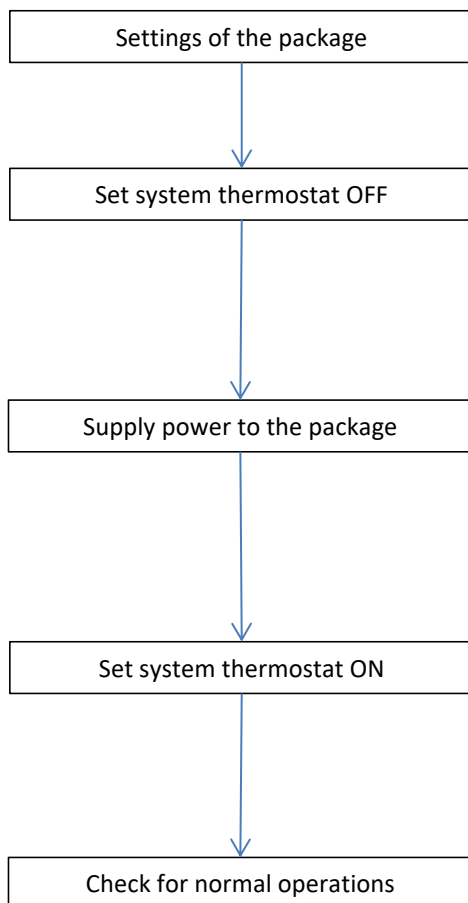 Settings of the package
Set system thermostat OFF
Supply power to the package
Set system thermostat ON
Check for normal operations